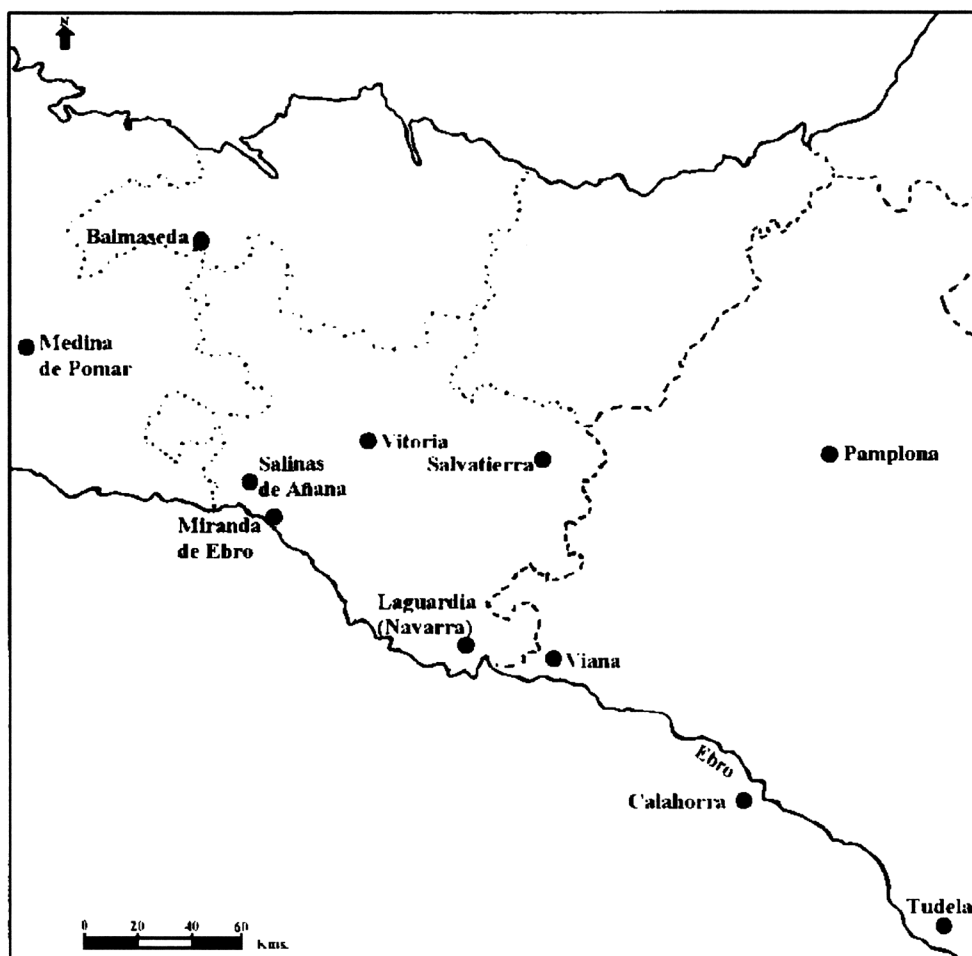 N
Balmaseda
Medina
de Pomar
Vitoria
Salvatierra
Pamplona
Salinas
de Añana
Miranda
de Ebro
Laguardia
(Navarra)
Viana
Ebro
Calahorra
Tudela
0 20 40 60
Kms.